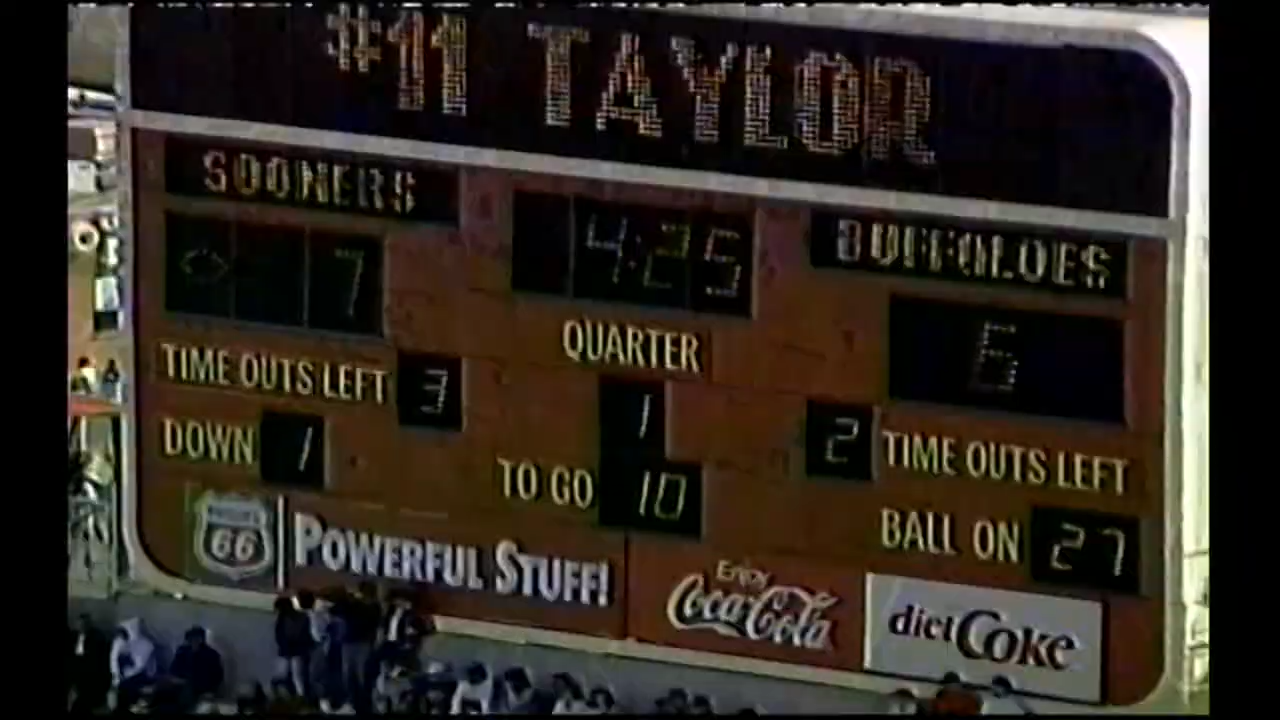 #11 TAYLOR
SOONERS
4:25
BUFFALOES
7
6
QUARTER
TIME OUTS LEFT 3
1
2 TIME OUTS LEFT
DOWN 1
TO GO 10
BALL ON 27
PHILLIPS 66
POWERFUL STUFF!
Enjoy
Coca-Cola
diet Coke